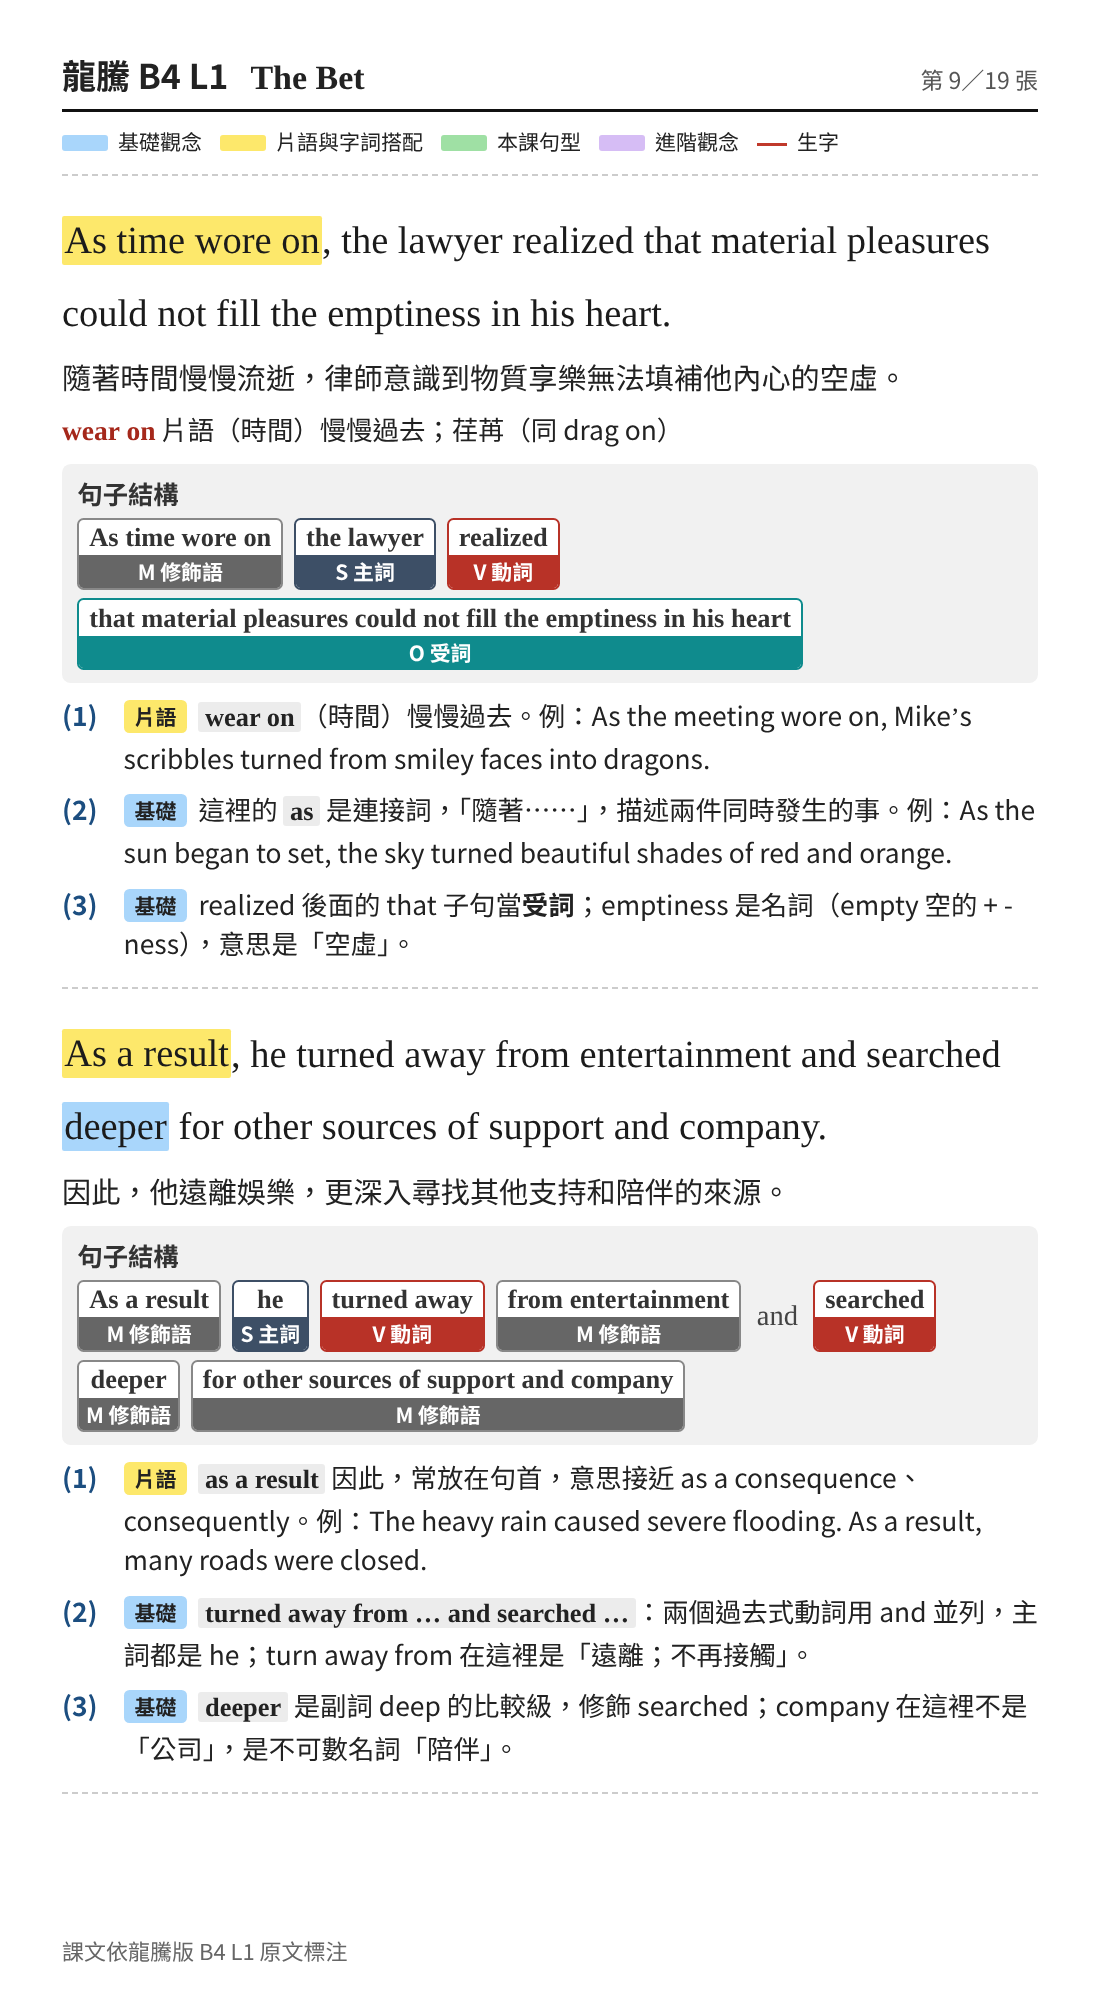 龍騰 B4 L1 The Bet
第 9／19 張
基礎觀念 片語與字詞搭配 本課句型 進階觀念 生字
As time wore on, the lawyer realized that material pleasures
could not fill the emptiness in his heart.
隨著時間慢慢流逝，律師意識到物質享樂無法填補他內心的空虛。
wear on 片語（時間）慢慢過去；荏苒（同 drag on）
句子結構
As time wore on the lawyer realized
M 修飾語 S 主詞 V 動詞
that material pleasures could not fill the emptiness in his heart
O 受詞
(1) 片語 wear on（時間）慢慢過去。例：As the meeting wore on, Mike’s
scribbles turned from smiley faces into dragons.
(2) 基礎 這裡的 as 是連接詞，「隨著……」，描述兩件同時發生的事。例：As the
sun began to set, the sky turned beautiful shades of red and orange.
(3) 基礎 realized 後面的 that 子句當受詞；emptiness 是名詞（empty 空的 + -
ness），意思是「空虛」。
As a result, he turned away from entertainment and searched
deeper for other sources of support and company.
因此，他遠離娛樂，更深入尋找其他支持和陪伴的來源。
句子結構
As a result he turned away from entertainment and searched
M 修飾語 S 主詞 V 動詞 M 修飾語 V 動詞
deeper for other sources of support and company
M 修飾語 M 修飾語
(1) 片語 as a result 因此，常放在句首，意思接近 as a consequence、
consequently。例：The heavy rain caused severe flooding. As a result,
many roads were closed.
(2) 基礎 turned away from … and searched …：兩個過去式動詞用 and 並列，主
詞都是 he；turn away from 在這裡是「遠離；不再接觸」。
(3) 基礎 deeper 是副詞 deep 的比較級，修飾 searched；company 在這裡不是
「公司」，是不可數名詞「陪伴」。
課文依龍騰版 B4 L1 原文標注